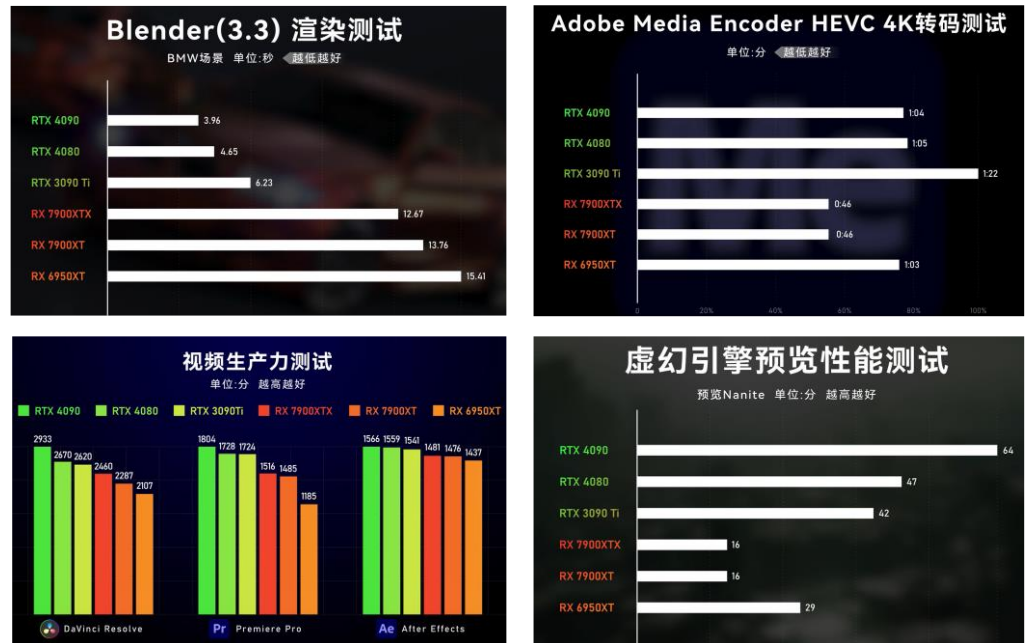 Blender(3.3) 渲染测试
BMW场景 单位:秒 越低越好
RTX 4090 3.96
RTX 4080 4.65
RTX 3090 Ti 6.23
RX 7900XTX 12.67
RX 7900XT 13.76
RX 6950XT 15.41
Adobe Media Encoder HEVC 4K转码测试
单位:分 越低越好
RTX 4090 1:04
RTX 4080 1:05
RTX 3090 Ti 1:22
RX 7900XTX 0:46
RX 7900XT 0:46
RX 6950XT 1:03
0 20% 40% 60% 80% 100%
Me
视频生产力测试
单位:分 越高越好
RTX 4090 RTX 4080 RTX 3090Ti RX 7900XTX RX 7900XT RX 6950XT
2933 2670 2620 2460 2287 2107
1804 1728 1724 1516 1485 1185
1566 1559 1541 1481 1476 1437
DaVinci Resolve Pr Premiere Pro Ae After Effects
虚幻引擎预览性能测试
预览Nanite 单位:分 越高越好
RTX 4090 64
RTX 4080 47
RTX 3090 Ti 42
RX 7900XTX 16
RX 7900XT 16
RX 6950XT 29